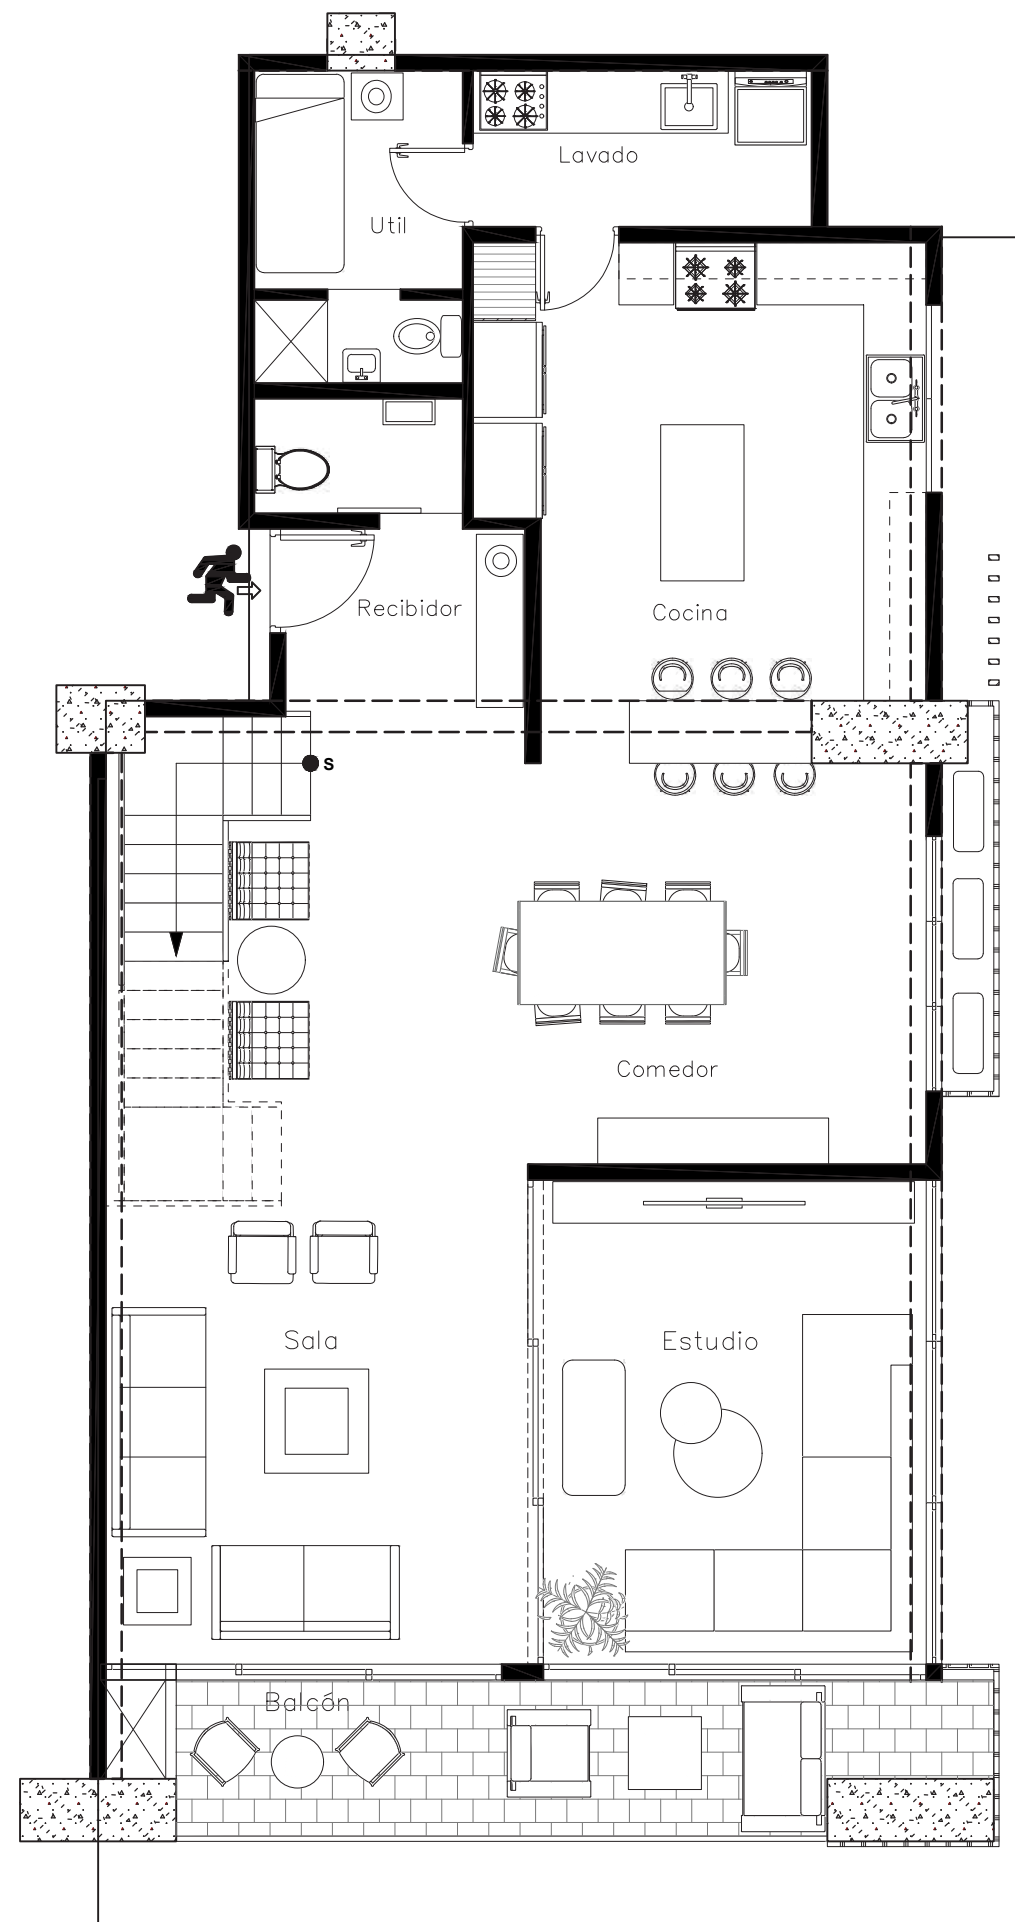 Lavado
Util
Recibidor
Cocina
S
Comedor
Sala
Estudio
Balcón